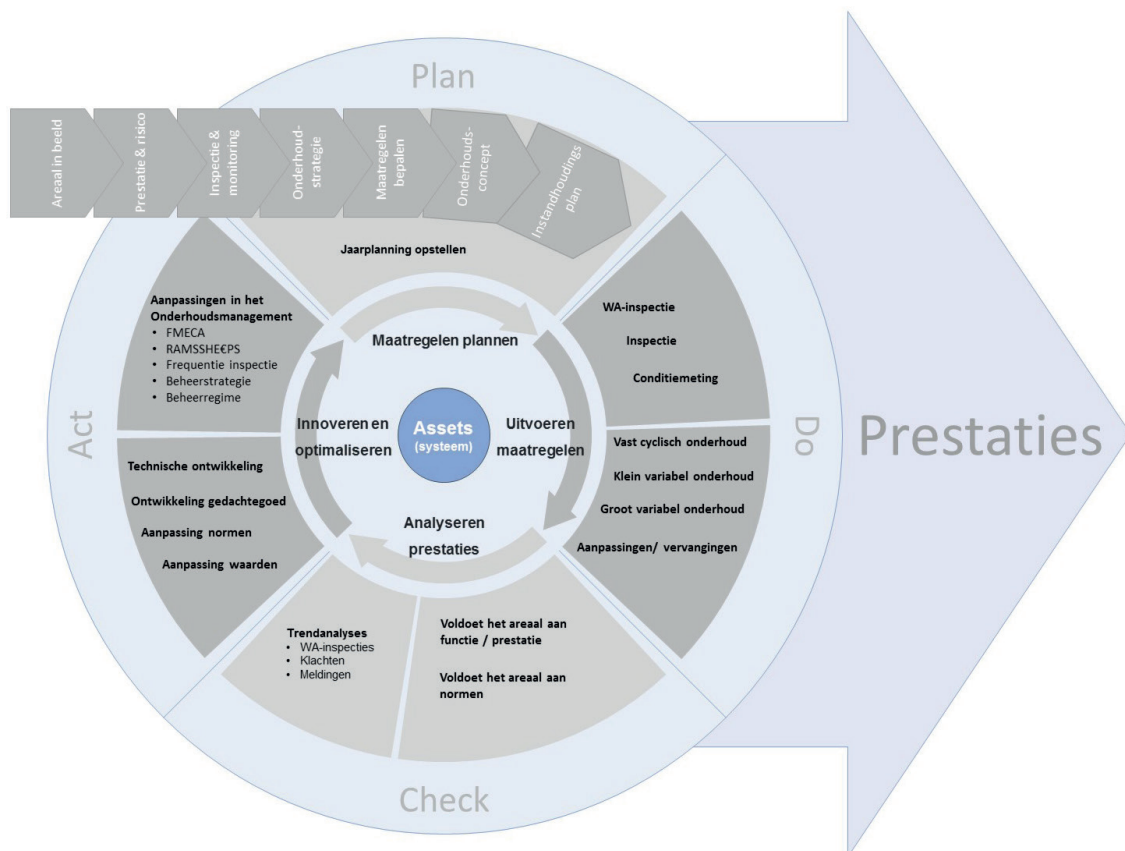 Plan
Areaal in beeld
Prestatie & risico
Inspectie &
monitoring
Onderhoud-
strategie
Maatregelen
bepalen
Onderhouds-
concept
Instandhoudings
plan
Jaarplanning opstellen
Aanpassingen in het
Onderhoudsmanagement
• FMECA
• RAMSSHE€PS
• Frequentie inspectie
• Beheerstrategie
• Beheerregime
Act
Technische ontwikkeling
Ontwikkeling gedachtegoed
Aanpassing normen
Aanpassing waarden
Maatregelen plannen
Innoveren en
optimaliseren
Assets
(systeem)
Uitvoeren
maatregelen
Analyseren
prestaties
WA-inspectie
Inspectie
Conditiemeting
Do
Vast cyclisch onderhoud
Klein variabel onderhoud
Groot variabel onderhoud
Aanpassingen/ vervangingen
Prestaties
Trendanalyses
• WA-inspecties
• Klachten
• Meldingen
Voldoet het areaal aan
functie / prestatie
Voldoet het areaal aan
normen
Check